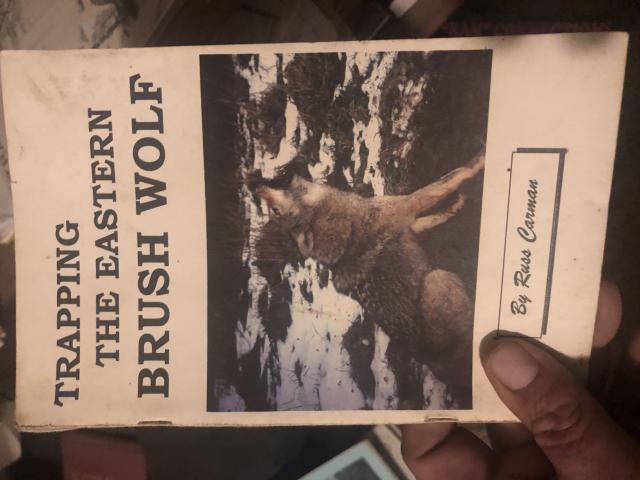 TRAPPING
THE EASTERN
BRUSH WOLF
By Russ Carman